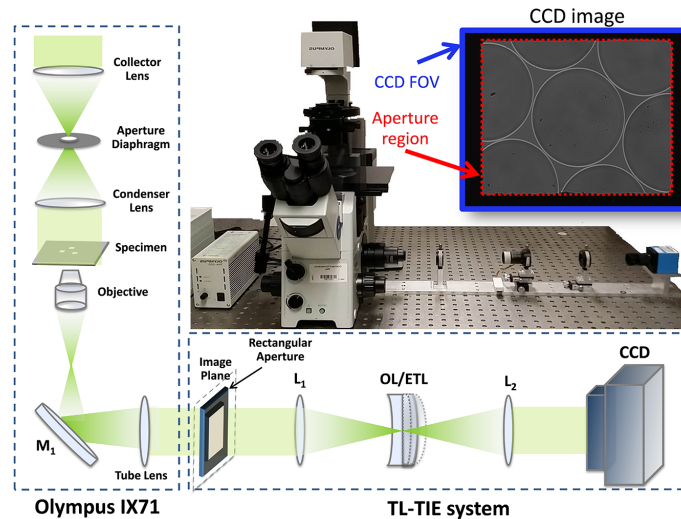 CCD image
CCD FOV
Aperture
region
Collector
Lens
Aperture
Diaphragm
Condenser
Lens
Specimen
Objective
M1
Tube Lens
Olympus IX71
Rectangular
Aperture
Image
Plane
L1
OL/ETL
L2
CCD
TL-TIE system